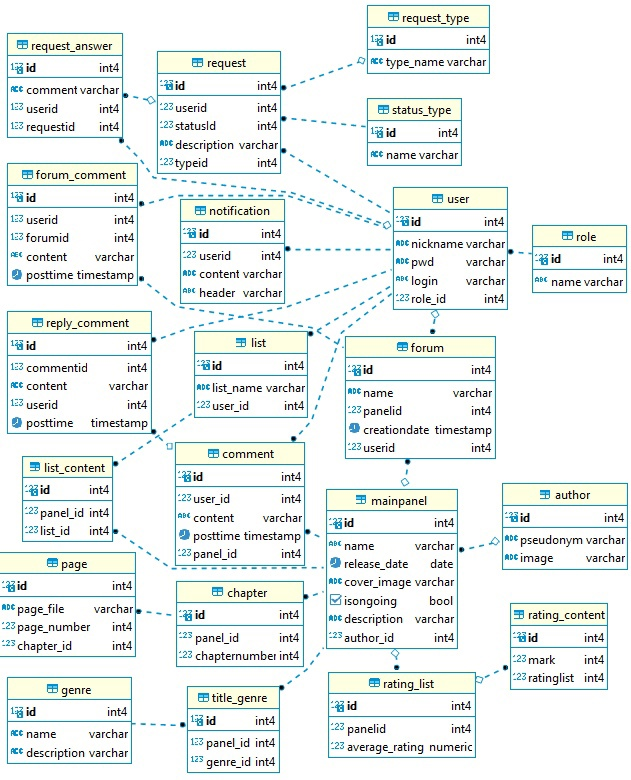 request_answer
id int4
comment varchar
userid int4
requestid int4
request
id int4
userid int4
statusId int4
description varchar
typeid int4
request_type
id int4
type_name varchar
status_type
id int4
name varchar
forum_comment
id int4
userid int4
forumid int4
content varchar
posttime timestamp
notification
id int4
userid int4
content varchar
header varchar
user
id int4
nickname varchar
pwd varchar
login varchar
role_id int4
role
id int4
name varchar
reply_comment
id int4
commentid int4
content varchar
userid int4
posttime timestamp
list
id int4
list_name varchar
user_id int4
forum
id int4
name varchar
panelid int4
creationdate timestamp
userid int4
list_content
id int4
panel_id int4
list_id int4
comment
id int4
user_id int4
content varchar
posttime timestamp
panel_id int4
mainpanel
id int4
name varchar
release_date date
cover_image varchar
isongoing bool
description varchar
author_id int4
author
id int4
pseudonym varchar
image varchar
page
id int4
page_file varchar
page_number int4
chapter_id int4
chapter
id int4
panel_id int4
chapternumber int4
rating_content
id int4
mark int4
ratinglist int4
genre
id int4
name varchar
description varchar
title_genre
id int4
panel_id int4
genre_id int4
rating_list
id int4
panelid int4
average_rating numeric